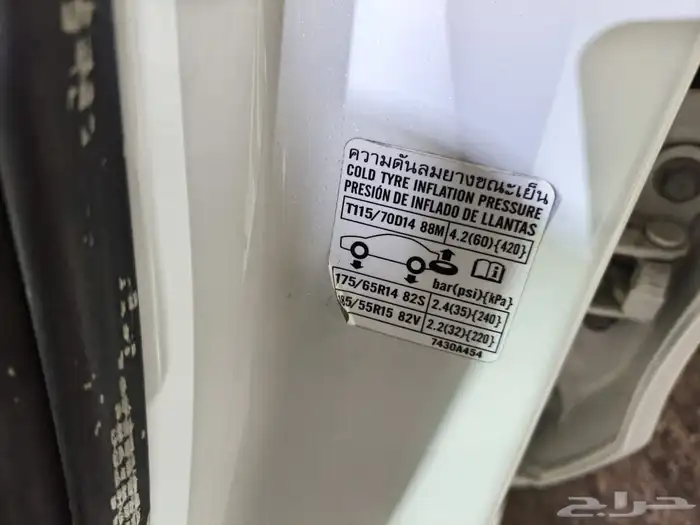 ความดันลมยางขณะเย็น
COLD TYRE INFLATION PRESSURE
PRESIÓN DE INFLADO DE LLANTAS
T115/70D14 88M 4.2(60){420}
bar(psi){kPa}
175/65R14 82S 2.4(35){240}
85/55R15 82V 2.2(32){220}
7430A454
حراج